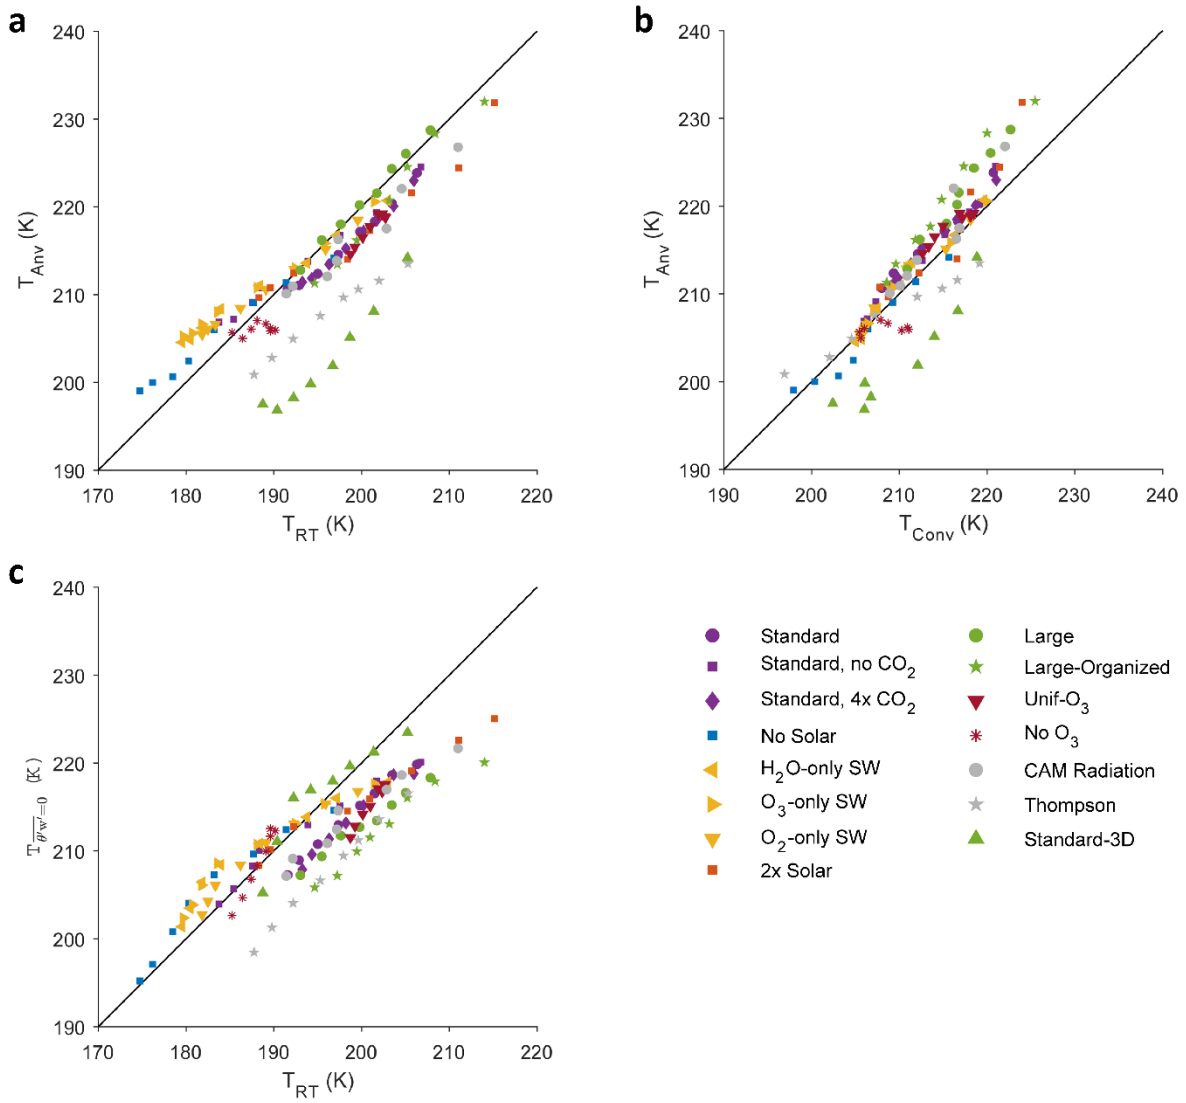 a
240
230
220
210
200
190
170 180 190 200 210 220
T_Anv (K)
T_RT (K)
b
240
230
220
210
200
190
190 200 210 220 230 240
T_Anv (K)
T_Conv (K)
c
240
230
220
210
200
190
170 180 190 200 210 220
T_θ'w'=0 (K)
T_RT (K)
Standard
Standard, no CO₂
Standard, 4x CO₂
No Solar
H₂O-only SW
O₃-only SW
O₂-only SW
2x Solar
Large
Large-Organized
Unif-O₃
No O₃
CAM Radiation
Thompson
Standard-3D